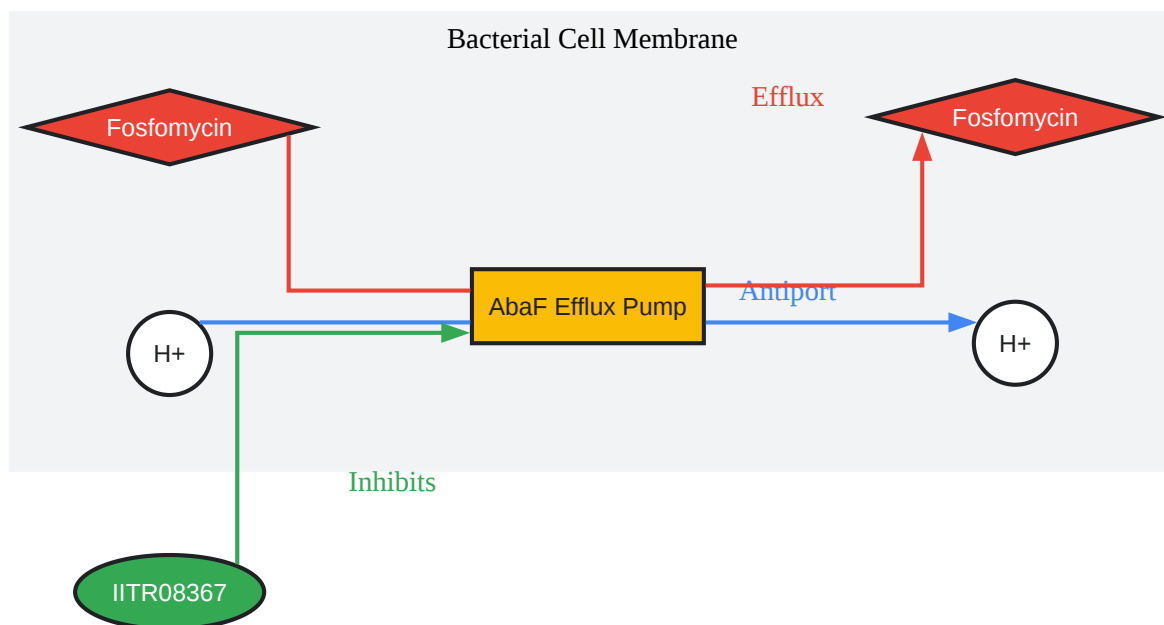 Bacterial Cell Membrane
Efflux
Fosfomycin
Fosfomycin
Antiport
AbaF Efflux Pump
H+
H+
Inhibits
IITR08367